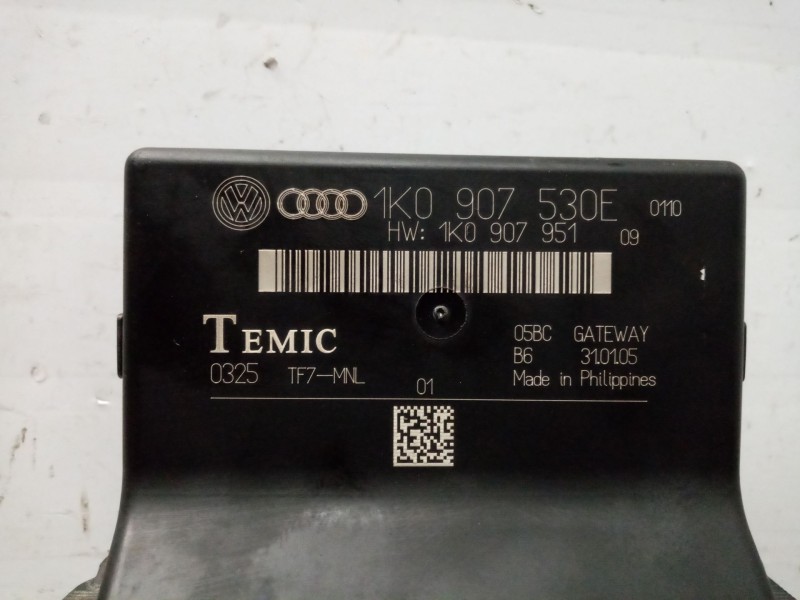 1K0 907 530E 0110
HW: 1K0 907 951 09
TEMIC
05BC GATEWAY
B6 31.01.05
0325 TF7-MNL
Made in Philippines
01